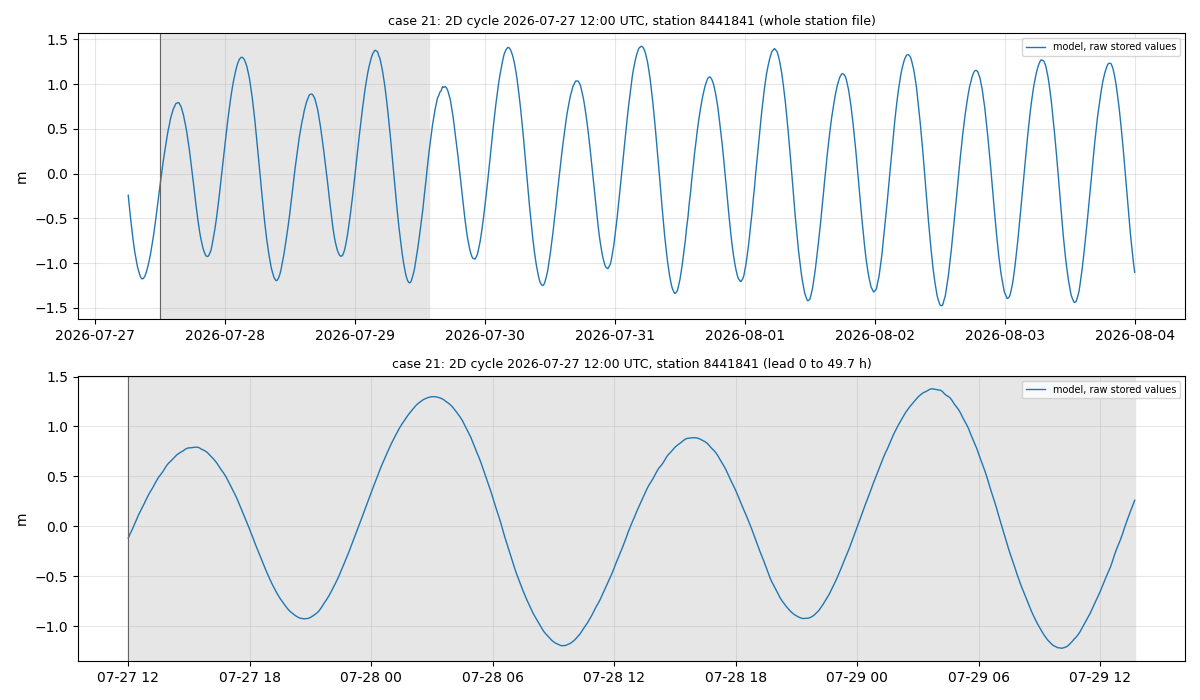 case 21: 2D cycle 2026-07-27 12:00 UTC, station 8441841 (whole station file)
model, raw stored values
m
1.5
1.0
0.5
0.0
−0.5
−1.0
−1.5
2026-07-27 2026-07-28 2026-07-29 2026-07-30 2026-07-31 2026-08-01 2026-08-02 2026-08-03 2026-08-04
case 21: 2D cycle 2026-07-27 12:00 UTC, station 8441841 (lead 0 to 49.7 h)
model, raw stored values
m
1.5
1.0
0.5
0.0
−0.5
−1.0
07-27 12 07-27 18 07-28 00 07-28 06 07-28 12 07-28 18 07-29 00 07-29 06 07-29 12